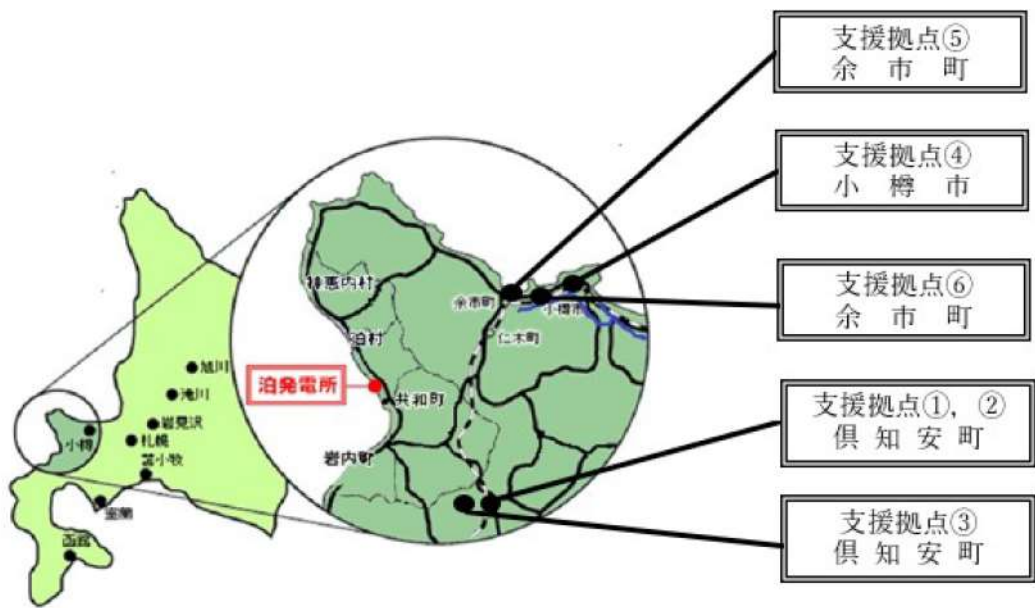 支援拠点⑤
余 市 町
支援拠点④
小 樽 市
支援拠点⑥
余 市 町
支援拠点①，②
倶 知 安 町
支援拠点③
倶 知 安 町
神恵内村
泊村
泊発電所
共和町
岩内町
余市町
小樽市
仁木町
旭川
滝川
岩見沢
小樽
札幌
苫小牧
室蘭
函館